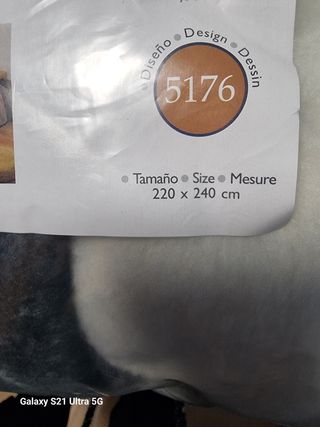 • Diseño • Design • Dessin
5176
• Tamaño • Size • Mesure
220 x 240 cm
Galaxy S21 Ultra 5G